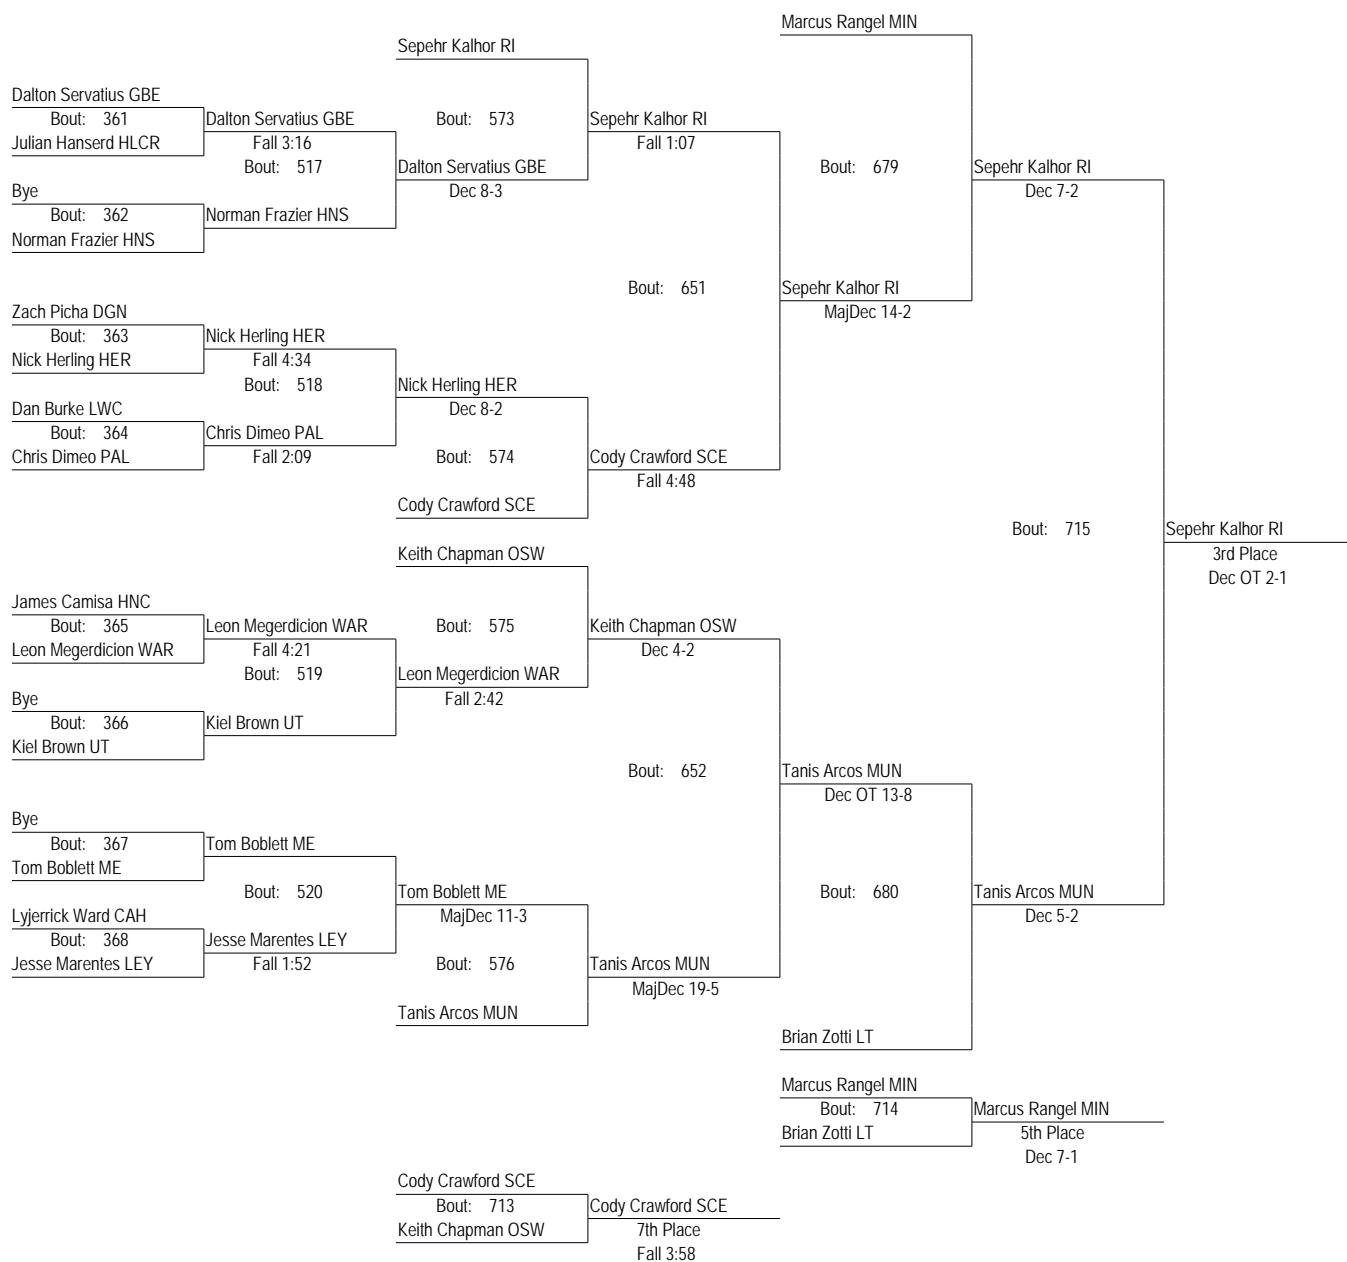 Marcus Rangel MIN
Sepehr Kalhor RI
Dalton Servatius GBE
Bout: 361
Dalton Servatius GBE
Bout: 573
Sepehr Kalhor RI
Julian Hanserd HLCR
Fall 3:16
Fall 1:07
Bout: 517
Dalton Servatius GBE
Bout: 679
Sepehr Kalhor RI
Bye
Dec 8-3
Dec 7-2
Bout: 362
Norman Frazier HNS
Norman Frazier HNS
Bout: 651
Sepehr Kalhor RI
Zach Picha DGN
MajDec 14-2
Bout: 363
Nick Herling HER
Nick Herling HER
Fall 4:34
Bout: 518
Nick Herling HER
Dan Burke LWC
Dec 8-2
Bout: 364
Chris Dimeo PAL
Chris Dimeo PAL
Fall 2:09
Bout: 574
Cody Crawford SCE
Fall 4:48
Cody Crawford SCE
Bout: 715
Sepehr Kalhor RI
Keith Chapman OSW
3rd Place
Dec OT 2-1
James Camisa HNC
Bout: 365
Leon Megerdicion WAR
Bout: 575
Keith Chapman OSW
Leon Megerdicion WAR
Fall 4:21
Dec 4-2
Bout: 519
Leon Megerdicion WAR
Bye
Fall 2:42
Bout: 366
Kiel Brown UT
Kiel Brown UT
Bout: 652
Tanis Arcos MUN
Dec OT 13-8
Bye
Bout: 367
Tom Boblett ME
Tom Boblett ME
Bout: 520
Tom Boblett ME
Bout: 680
Tanis Arcos MUN
Lyjerrick Ward CAH
MajDec 11-3
Dec 5-2
Bout: 368
Jesse Marentes LEY
Jesse Marentes LEY
Fall 1:52
Bout: 576
Tanis Arcos MUN
MajDec 19-5
Tanis Arcos MUN
Brian Zotti LT
Marcus Rangel MIN
Bout: 714
Marcus Rangel MIN
Brian Zotti LT
5th Place
Dec 7-1
Cody Crawford SCE
Bout: 713
Cody Crawford SCE
Keith Chapman OSW
7th Place
Fall 3:58